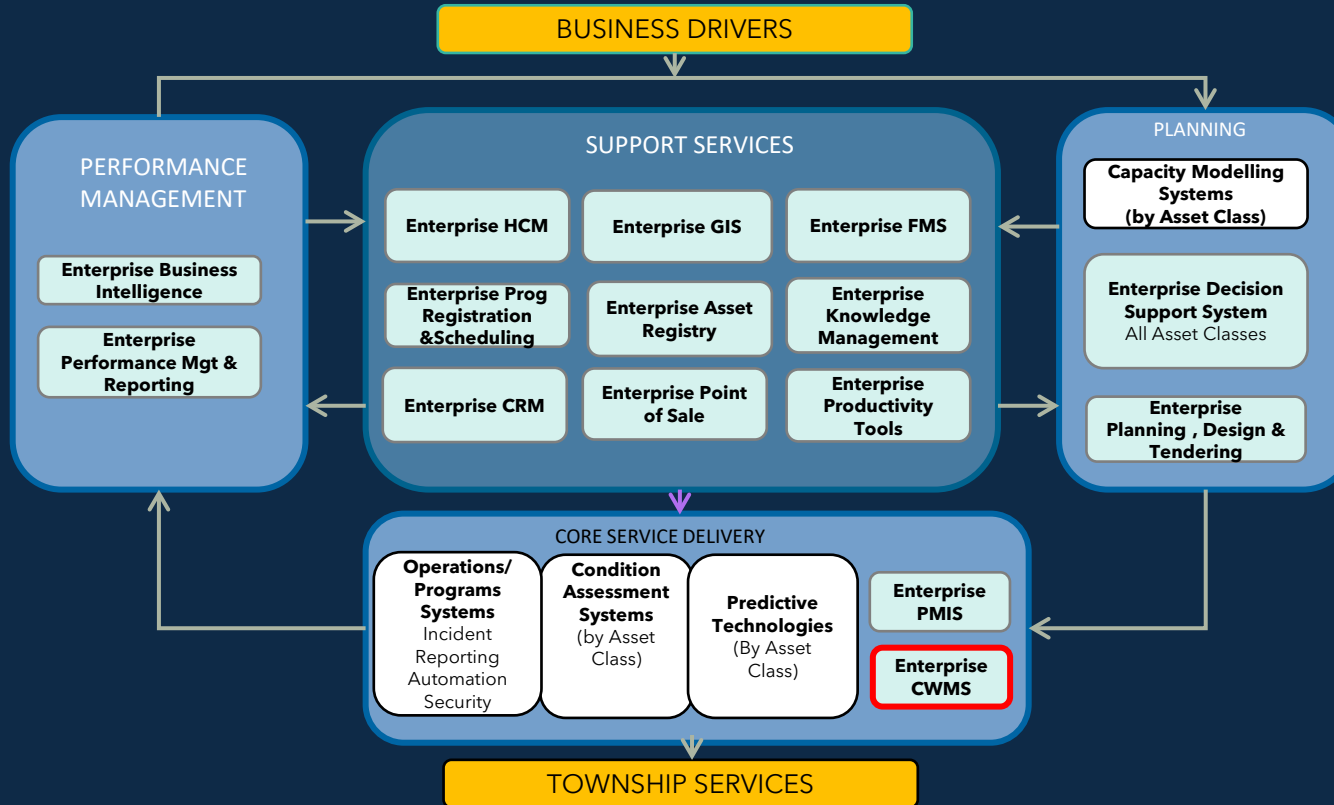 BUSINESS DRIVERS
PERFORMANCE
MANAGEMENT
Enterprise Business
Intelligence
Enterprise
Performance Mgt &
Reporting
SUPPORT SERVICES
Enterprise HCM
Enterprise GIS
Enterprise FMS
Enterprise Prog
Registration
&Scheduling
Enterprise Asset
Registry
Enterprise
Knowledge
Management
Enterprise CRM
Enterprise Point
of Sale
Enterprise
Productivity
Tools
PLANNING
Capacity Modelling
Systems
(by Asset Class)
Enterprise Decision
Support System
All Asset Classes
Enterprise
Planning , Design &
Tendering
CORE SERVICE DELIVERY
Operations/
Programs
Systems
Incident
Reporting
Automation
Security
Condition
Assessment
Systems
(by Asset
Class)
Predictive
Technologies
(By Asset
Class)
Enterprise
PMIS
Enterprise
CWMS
TOWNSHIP SERVICES